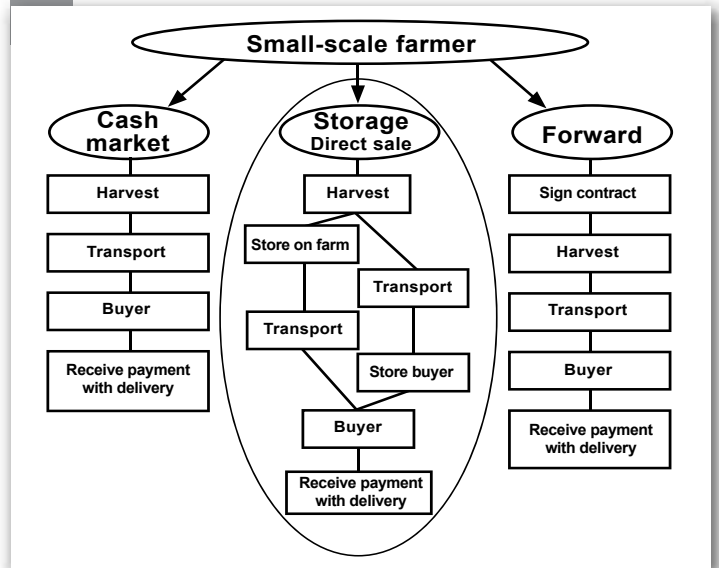 Small-scale farmer
Cash
market
Harvest
Transport
Buyer
Receive payment
with delivery
Storage
Direct sale
Harvest
Store on farm
Transport
Transport
Store buyer
Buyer
Receive payment
with delivery
Forward
Sign contract
Harvest
Transport
Buyer
Receive payment
with delivery